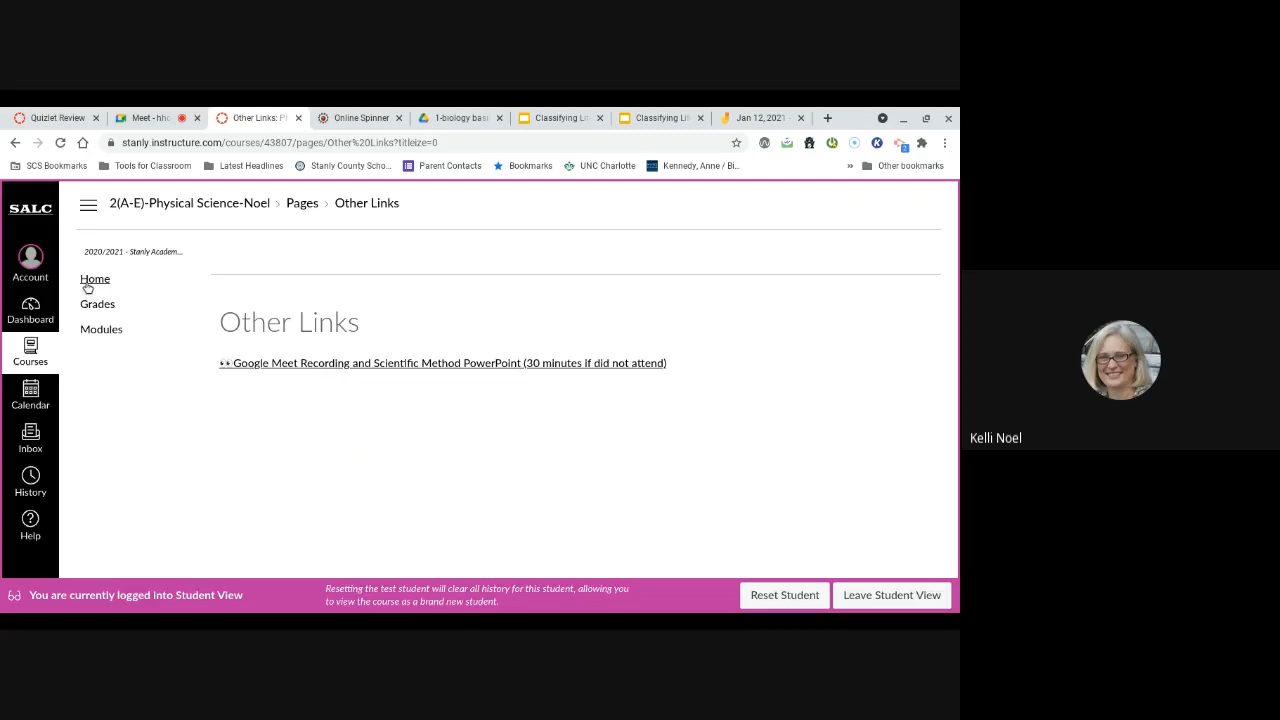 Quizlet Review
Meet - hhc
Other Links: Pl
Online Spinner
1-biology basi
Classifying Liv
Classifying Lif
Jan 12, 2021 -
stanly.instructure.com/courses/43807/pages/Other%20Links?titleize=0
SCS Bookmarks
Tools for Classroom
Latest Headlines
Stanly County Scho...
Parent Contacts
Bookmarks
UNC Charlotte
Kennedy, Anne / Bi...
Other bookmarks
SALC
Account
Dashboard
Courses
Calendar
Inbox
History
Help
2(A-E)-Physical Science-Noel > Pages > Other Links
2020/2021 - Stanly Academ...
Home
Grades
Modules
Other Links
👀Google Meet Recording and Scientific Method PowerPoint (30 minutes if did not attend)
You are currently logged into Student View
Resetting the test student will clear all history for this student, allowing
you to view the course as a brand new student.
Reset Student
Leave Student View
Kelli Noel